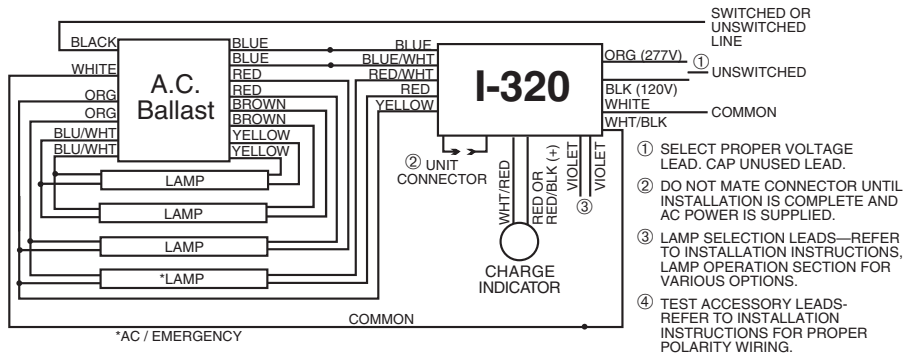 SWITCHED OR
UNSWITCHED
LINE
BLACK
BLUE
BLUE
BLUE
BLUE/WHT
WHITE
RED
RED/WHT
A.C.
Ballast
I-320
ORG (277V)
①
UNSWITCHED
ORG
RED
RED
BLK (120V)
ORG
BROWN
YELLOW
WHITE
COMMON
BLU/WHT
BROWN
WHT/BLK
BLU/WHT
YELLOW
YELLOW
② UNIT
CONNECTOR
WHT/RED
RED OR
RED/BLK (+)
VIOLET
VIOLET
③
LAMP
LAMP
LAMP
*LAMP
CHARGE
INDICATOR
*AC / EMERGENCY
COMMON
① SELECT PROPER VOLTAGE
LEAD. CAP UNUSED LEAD.
② DO NOT MATE CONNECTOR UNTIL
INSTALLATION IS COMPLETE AND
AC POWER IS SUPPLIED.
③ LAMP SELECTION LEADS—REFER
TO INSTALLATION INSTRUCTIONS,
LAMP OPERATION SECTION FOR
VARIOUS OPTIONS.
④ TEST ACCESSORY LEADS-
REFER TO INSTALLATION
INSTRUCTIONS FOR PROPER
POLARITY WIRING.